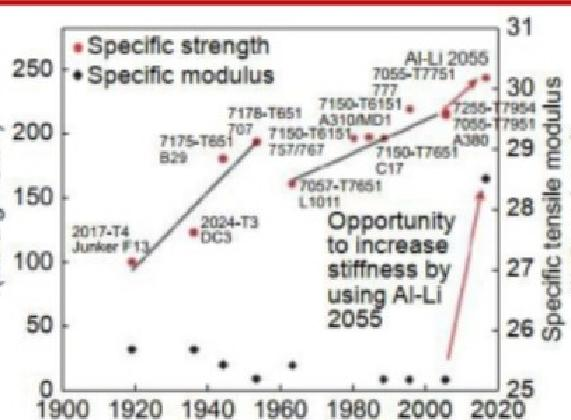 Specific strength
Specific modulus
31
30
29
28
27
26
25
250
200
150
100
50
0
1900
1920
1940
1960
1980
2000
2020
Specific tensile modulus
2017-T4
Junker F13
2024-T3
DC3
7175-T651
B29
7178-T651
707
7150-T6151
757/767
7057-T7651
L1011
7150-T6151
A310/MD1
7150-T7651
C17
7055-T7751
777
Al-Li 2055
7255-T7954
7055-T7951
A380
Opportunity
to increase
stiffness by
using Al-Li
2055